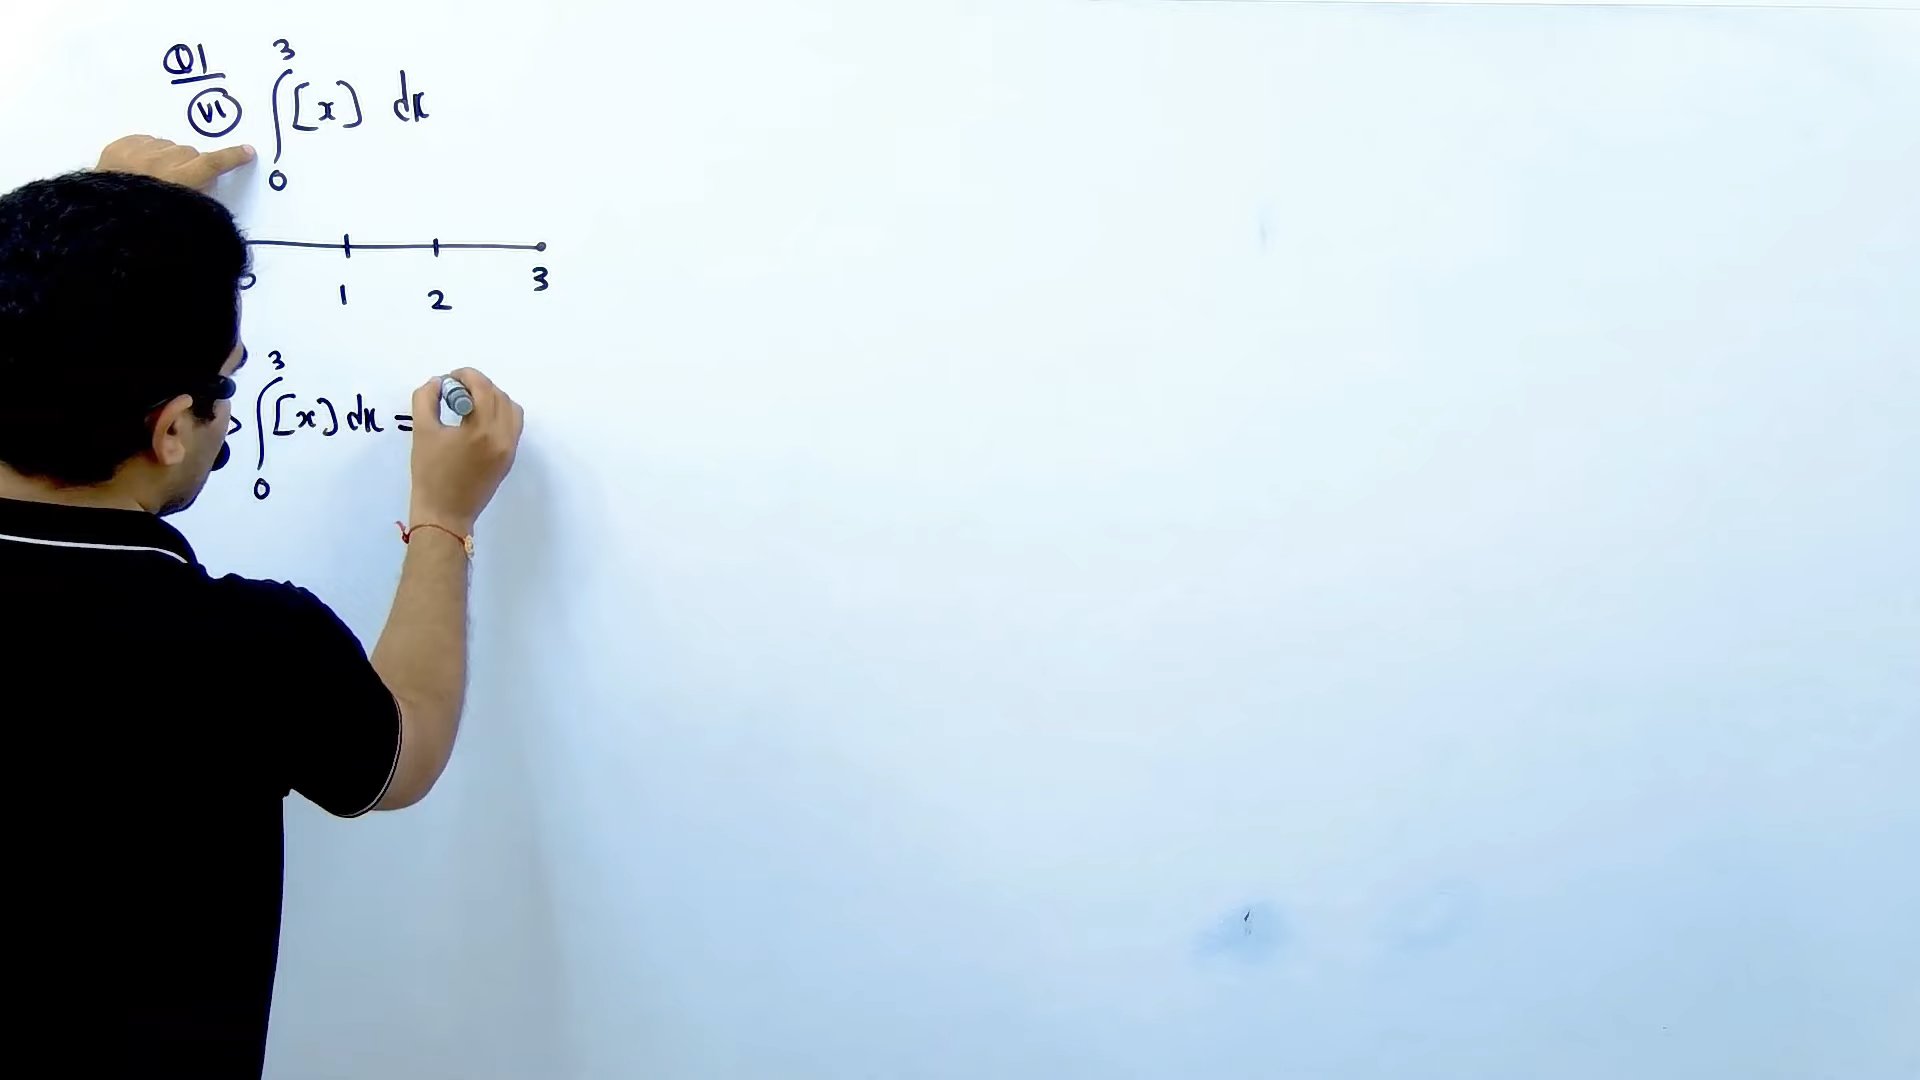 Q1
(VI) ∫₀³ [x] dx
0 1 2 3
∫₀³ [x] dx =